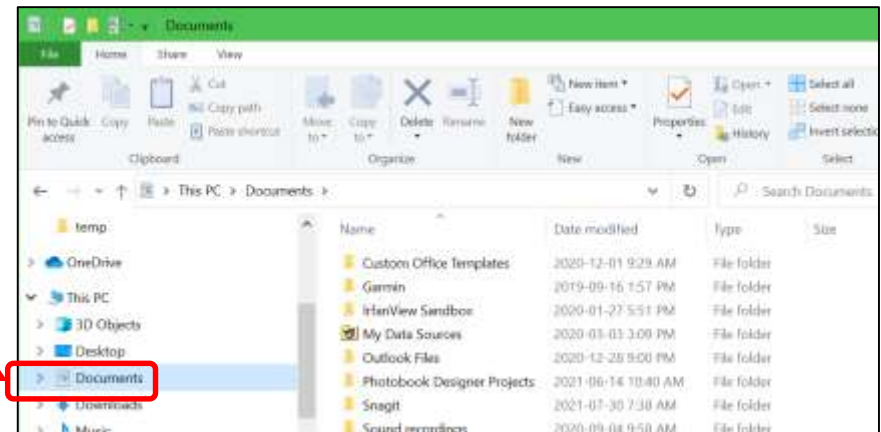 Documents
File Home Share View
Pin to Quick access
Copy
Paste
Cut
Copy path
Paste shortcut
Clipboard
Move to
Copy to
Delete
Rename
New folder
Organize
New item
Easy access
New
Properties
Open
Edit
History
Open
Select all
Select none
Invert selectio
Select
This PC > Documents >
Search Documents
temp
OneDrive
This PC
3D Objects
Desktop
Documents
Downloads
Music
Name Date modified Type Size
Custom Office Templates 2020-12-01 9:29 AM File folder
Garmin 2019-09-16 1:57 PM File folder
IrfanView Sandbox 2020-01-27 5:51 PM File folder
My Data Sources 2020-03-03 3:00 PM File folder
Outlook Files 2020-12-28 9:00 PM File folder
Photobook Designer Projects 2021-06-14 10:40 AM File folder
Snagit 2021-07-30 7:38 AM File folder
Sound recordings 2020-09-04 9:58 AM File folder